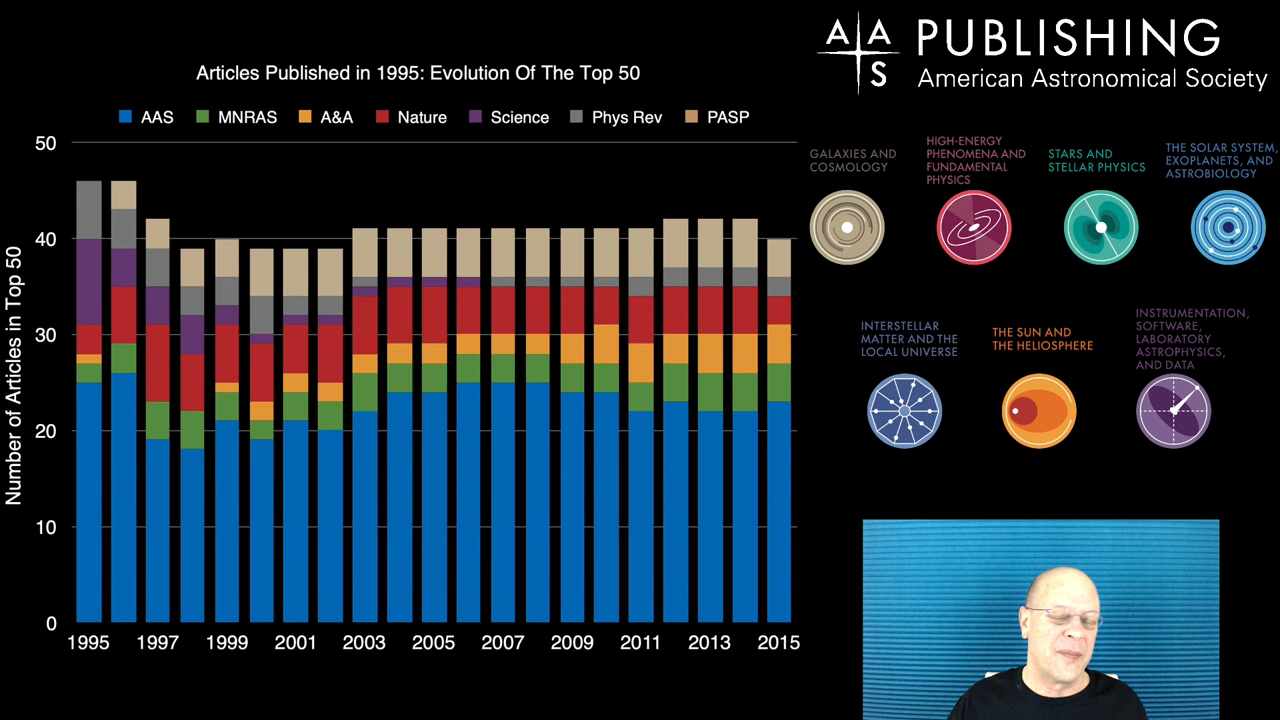 Articles Published in 1995: Evolution Of The Top 50
AAS MNRAS A&A Nature Science Phys Rev PASP
Number of Articles in Top 50
50
40
30
20
10
0
1995 1997 1999 2001 2003 2005 2007 2009 2011 2013 2015
A A
S
PUBLISHING
American Astronomical Society
GALAXIES AND
COSMOLOGY
HIGH-ENERGY
PHENOMENA AND
FUNDAMENTAL
PHYSICS
STARS AND
STELLAR PHYSICS
THE SOLAR SYSTEM,
EXOPLANETS, AND
ASTROBIOLOGY
INTERSTELLAR
MATTER AND THE
LOCAL UNIVERSE
THE SUN AND
THE HELIOSPHERE
INSTRUMENTATION,
SOFTWARE,
LABORATORY
ASTROPHYSICS,
AND DATA